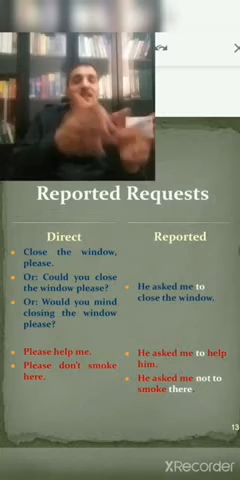 Reported Requests
Direct
Reported
Close the window,
please.
Or: Could you close
the window please?
Or: Would you mind
closing the window
please?
He asked me to
close the window.
Please help me.
Please don't smoke
here.
He asked me to help
him.
He asked me not to
smoke there
13
XRecorder